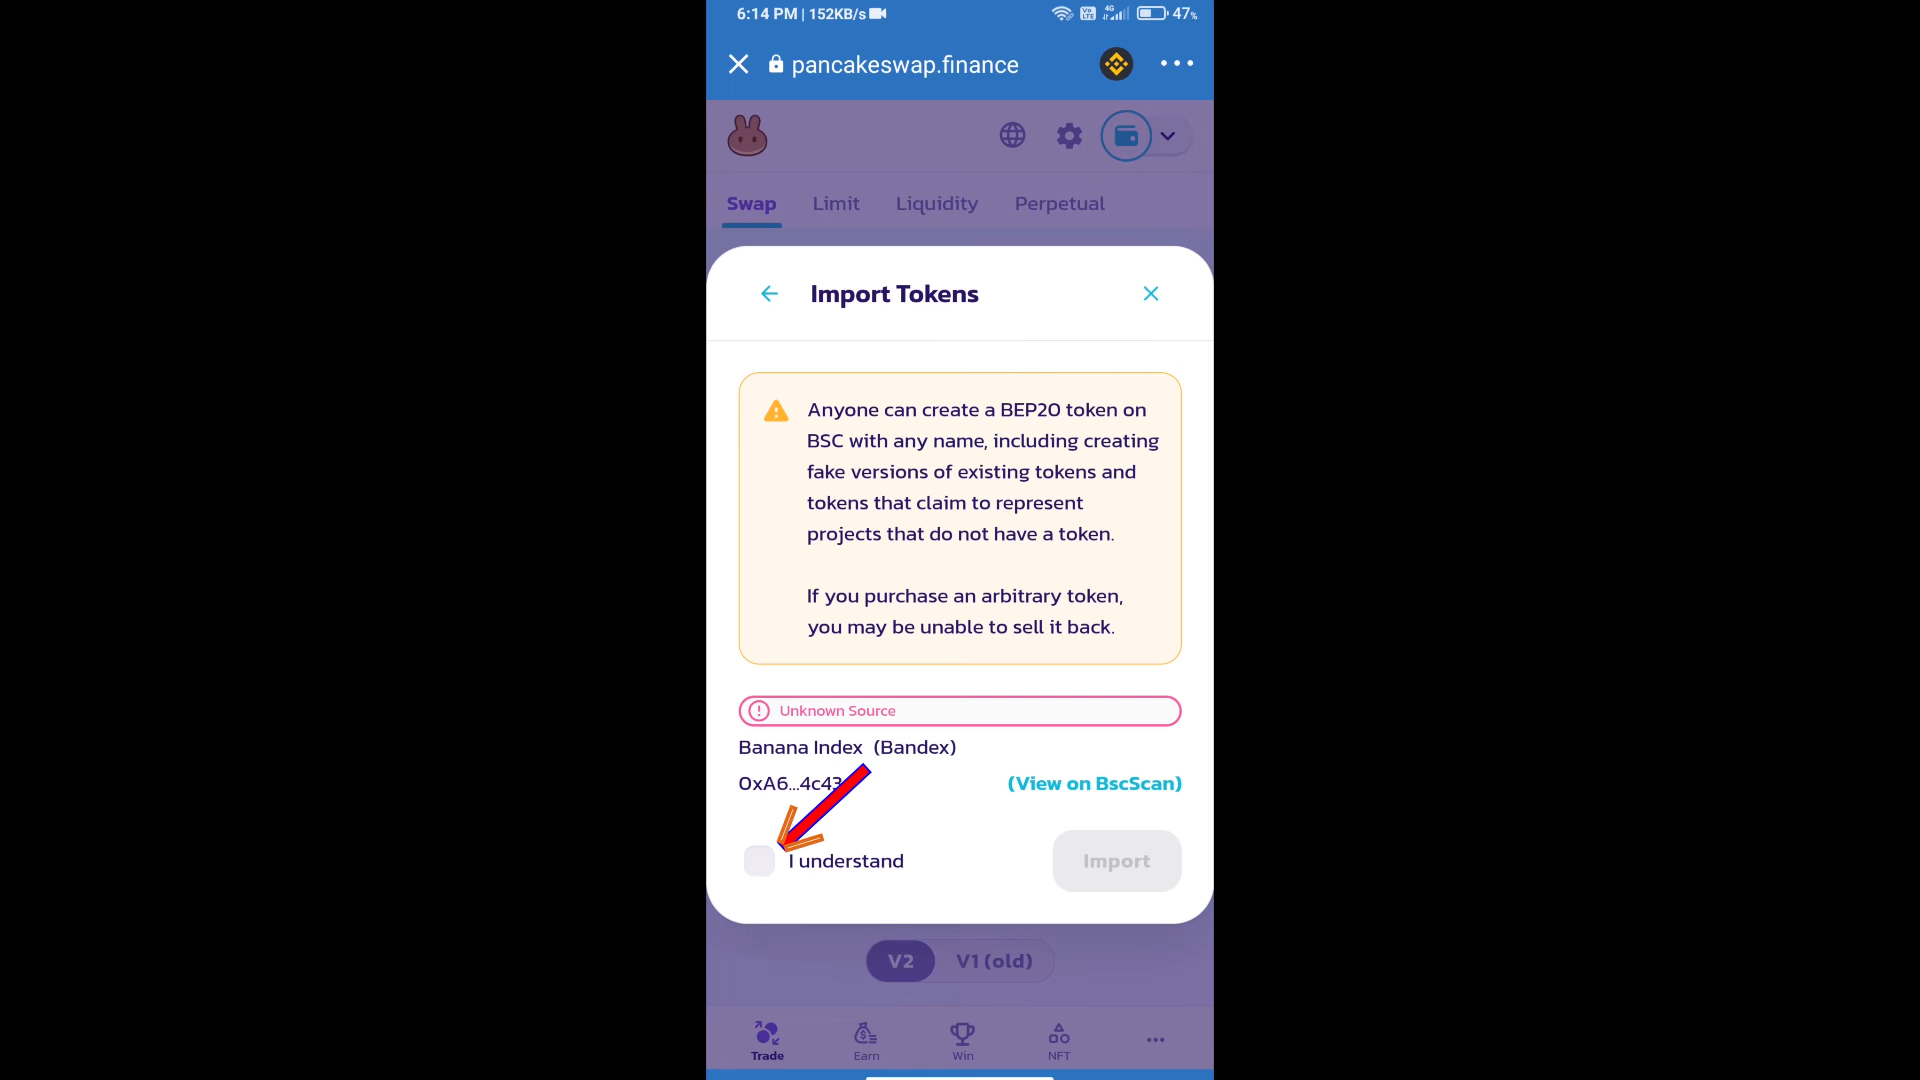 6:14 PM | 152KB/s
Vo LTE
4G
47%
pancakeswap.finance
Swap Limit Liquidity Perpetual
Import Tokens
Anyone can create a BEP20 token on
BSC with any name, including creating
fake versions of existing tokens and
tokens that claim to represent
projects that do not have a token.
If you purchase an arbitrary token,
you may be unable to sell it back.
Unknown Source
Banana Index (Bandex)
0xA6...4c43 (View on BscScan)
I understand Import
V2 V1 (old)
Trade Earn Win NFT